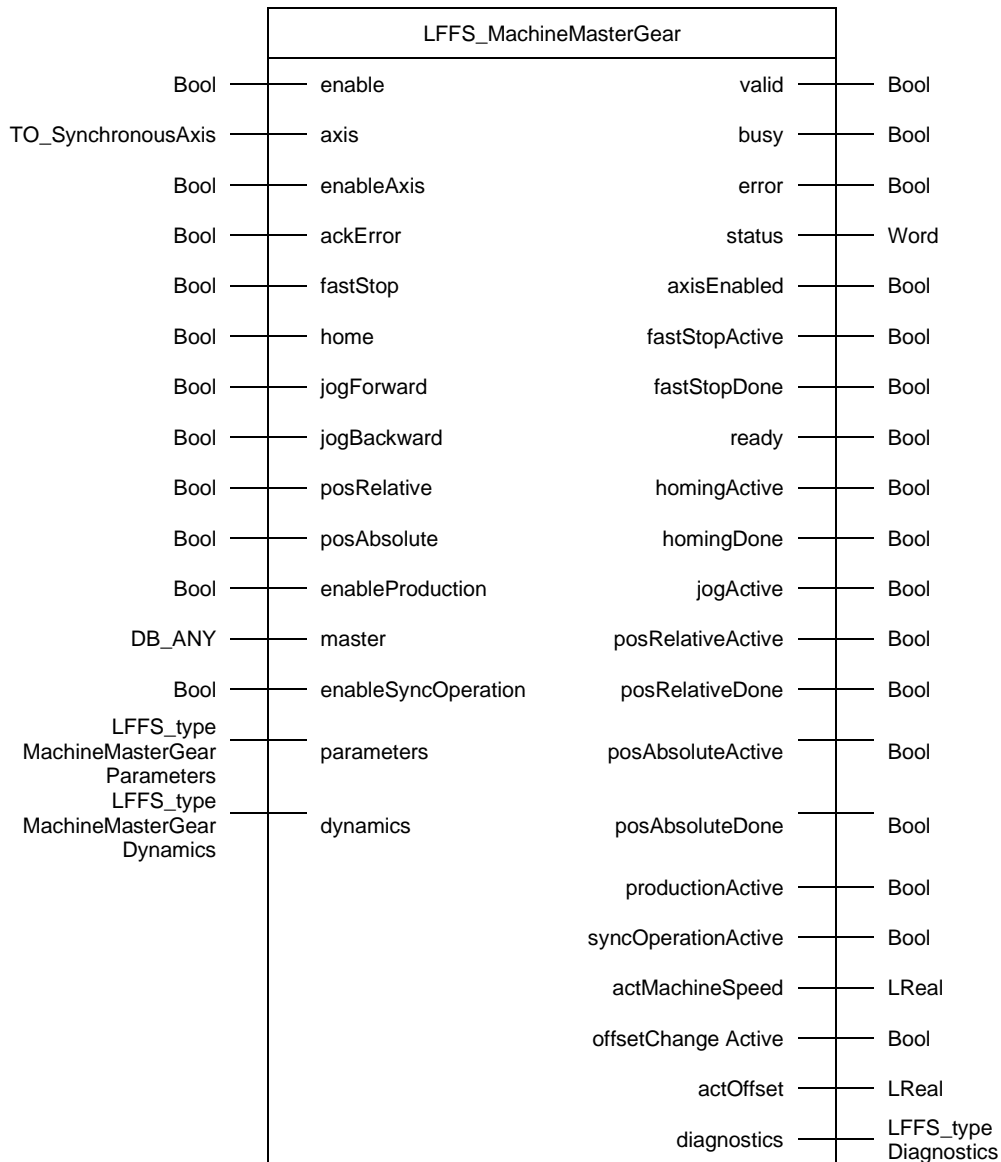 LFFS_MachineMasterGear
Bool enable valid Bool
TO_SynchronousAxis axis busy Bool
Bool enableAxis error Bool
Bool ackError status Word
Bool fastStop axisEnabled Bool
Bool home fastStopActive Bool
Bool jogForward fastStopDone Bool
Bool jogBackward ready Bool
Bool posRelative homingActive Bool
Bool posAbsolute homingDone Bool
Bool enableProduction jogActive Bool
DB_ANY master posRelativeActive Bool
Bool enableSyncOperation posRelativeDone Bool
LFFS_type
MachineMasterGear parameters posAbsoluteActive Bool
Parameters
LFFS_type
MachineMasterGear dynamics posAbsoluteDone Bool
Dynamics
productionActive Bool
syncOperationActive Bool
actMachineSpeed LReal
offsetChange Active Bool
actOffset LReal
diagnostics LFFS_type
Diagnostics